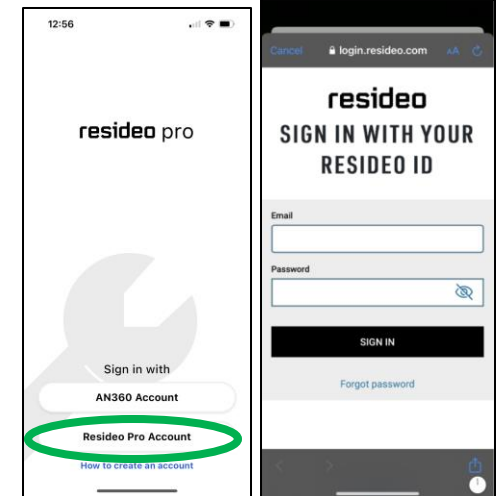 12:56
resideo pro
Sign in with
AN360 Account
Resideo Pro Account
How to create an account
Cancel login.resideo.com AA
resideo
SIGN IN WITH YOUR
RESIDEO ID
Email
Password
SIGN IN
Forgot password